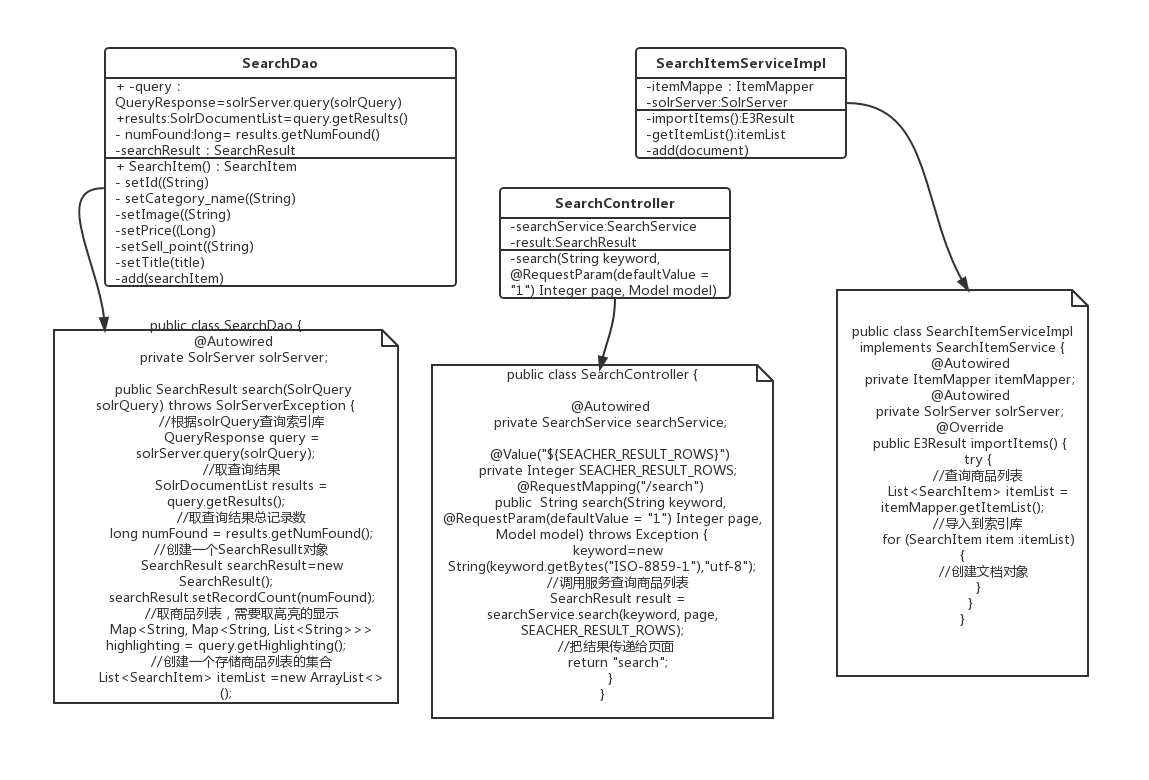 SearchDao
+ -query：
QueryResponse=solrServer.query(solrQuery)
+results:SolrDocumentList=query.getResults()
- numFound:long= results.getNumFound()
-searchResult：SearchResult
+ SearchItem()：SearchItem
- setId((String)
- setCategory_name((String)
-setImage((String)
-setPrice((Long)
-setSell_point((String)
-setTitle(title)
-add(searchItem)
SearchItemServiceImpl
-itemMappe：ItemMapper
-solrServer:SolrServer
-importItems():E3Result
-getItemList():itemList
-add(document)
SearchController
-searchService:SearchService
-result:SearchResult
-search(String keyword,
@RequestParam(defaultValue =
"1") Integer page, Model model)
public class SearchDao {
@Autowired
private SolrServer solrServer;
public SearchResult search(SolrQuery
solrQuery) throws SolrServerException {
//根据solrQuery查询索引库
QueryResponse query =
solrServer.query(solrQuery);
//取查询结果
SolrDocumentList results =
query.getResults();
//取查询结果总记录数
long numFound = results.getNumFound();
//创建一个SearchResullt对象
SearchResult searchResult=new
SearchResult();
searchResult.setRecordCount(numFound);
//取商品列表，需要取高亮的显示
Map<String, Map<String, List<String>>>
highlighting = query.getHighlighting();
//创建一个存储商品列表的集合
List<SearchItem> itemList =new ArrayList<>
();
public class SearchController {
@Autowired
private SearchService searchService;
@Value("${SEACHER_RESULT_ROWS}")
private Integer SEACHER_RESULT_ROWS;
@RequestMapping("/search")
public  String search(String keyword,
@RequestParam(defaultValue = "1") Integer page,
Model model) throws Exception {
keyword=new
String(keyword.getBytes("ISO-8859-1"),"utf-8");
//调用服务查询商品列表
SearchResult result =
searchService.search(keyword, page,
SEACHER_RESULT_ROWS);
//把结果传递给页面
return "search";
}
}
public class SearchItemServiceImpl
implements SearchItemService {
@Autowired
private ItemMapper itemMapper;
@Autowired
private SolrServer solrServer;
@Override
public E3Result importItems() {
try {
//查询商品列表
List<SearchItem> itemList =
itemMapper.getItemList();
//导入到索引库
for (SearchItem item :itemList)
{
//创建文档对象
}
}
}